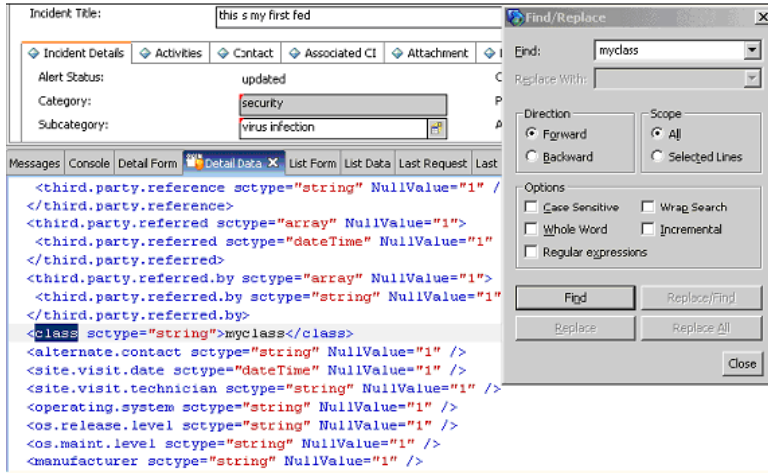 Incident Title: this s my first fed
Incident Details Activities Contact Associated CI Attachment
Alert Status: updated
Category: security
Subcategory: virus infection
Messages Console Detail Form Detail Data List Form List Data Last Request Last
<third.party.reference sctype="string" NullValue="1" /
</third.party.reference>
<third.party.referred sctype="array" NullValue="1">
<third.party.referred sctype="dateTime" NullValue="1"
</third.party.referred>
<third.party.referred.by sctype="array" NullValue="1">
<third.party.referred.by sctype="string" NullValue="1"
</third.party.referred.by>
<class sctype="string">myclass</class>
<alternate.contact sctype="string" NullValue="1" />
<site.visit.date sctype="dateTime" NullValue="1" />
<site.visit.technician sctype="string" NullValue="1" />
<operating.system sctype="string" NullValue="1" />
<os.release.level sctype="string" NullValue="1" />
<os.maint.level sctype="string" NullValue="1" />
<manufacturer sctype="string" NullValue="1" />
Find/Replace
Find: myclass
Replace With:
Direction Scope
Forward All
Backward Selected Lines
Options
Case Sensitive Wrap Search
Whole Word Incremental
Regular expressions
Find Replace/Find
Replace Replace All
Close